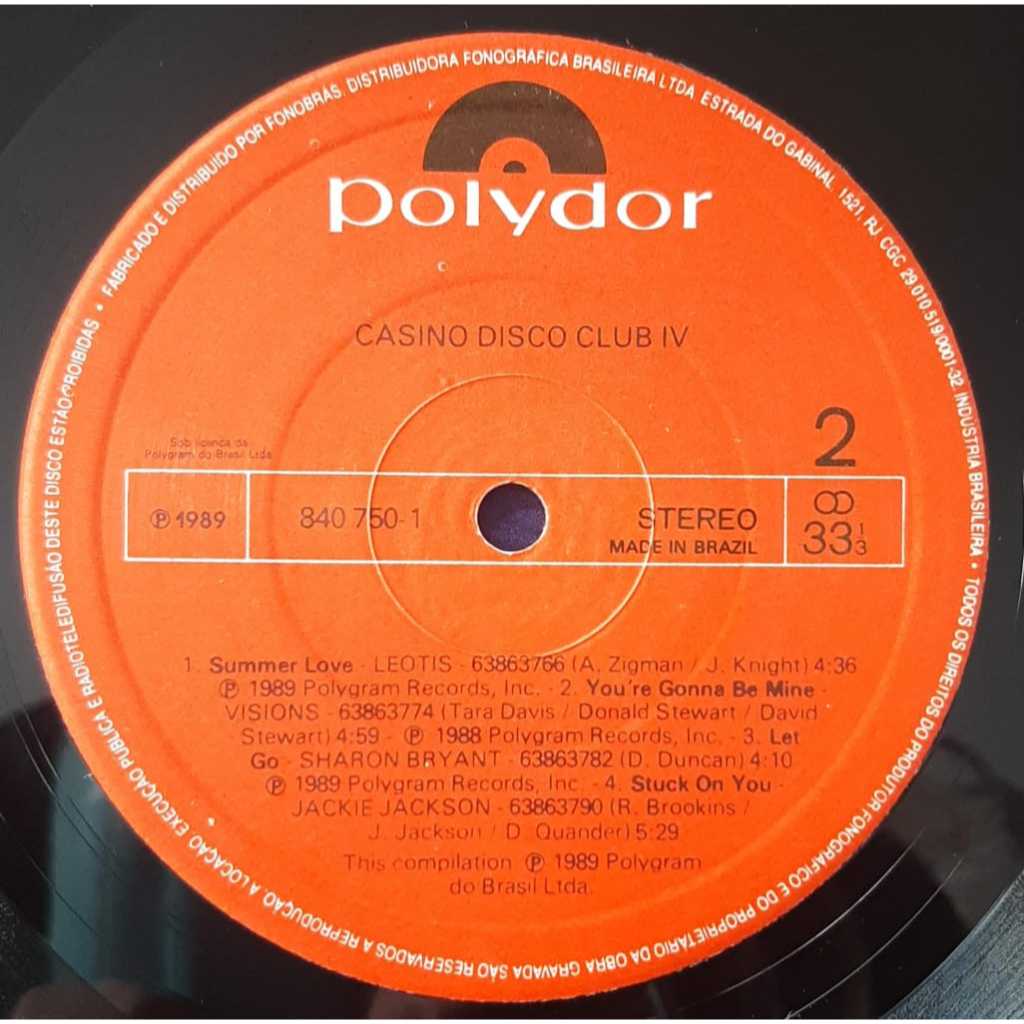 • FABRICADO E DISTRIBUIDO POR FONOBRAS, DISTRIBUIDORA FONOGRAFICA BRASILEIRA LTDA. ESTRADA DO GABINAL, 1521, RJ CGC 29 010 519/0001-32. INDUSTRIA BRASILEIRA • TODOS OS DIREITOS DO PRODUTOR FONOGRAFICO E DO PROPRIETARIO DA OBRA GRAVADA SÃO RESERVADOS A REPRODUÇÃO, A LOCAÇÃO, EXECUÇÃO PUBLICA E RADIOTELEDIFUSÃO DESTE DISCO ESTÃO PROIBIDAS
polydor
CASINO DISCO CLUB IV
2
Sob licença da
Polygram do Brasil Ltda
℗ 1989
840 750-1
STEREO
MADE IN BRAZIL
33 1/3
1. Summer Love - LEOTIS - 63863766 (A. Zigman / J. Knight) 4:36
℗ 1989 Polygram Records, Inc. - 2. You're Gonna Be Mine -
VISIONS - 63863774 (Tara Davis / Donald Stewart / David
Stewart) 4:59 - ℗ 1988 Polygram Records, Inc. - 3. Let
Go - SHARON BRYANT - 63863782 (D. Duncan) 4:10
℗ 1989 Polygram Records, Inc. - 4. Stuck On You -
JACKIE JACKSON - 63863790 (R. Brookins /
J. Jackson / D. Quander) 5:29
This compilation ℗ 1989 Polygram
do Brasil Ltda.